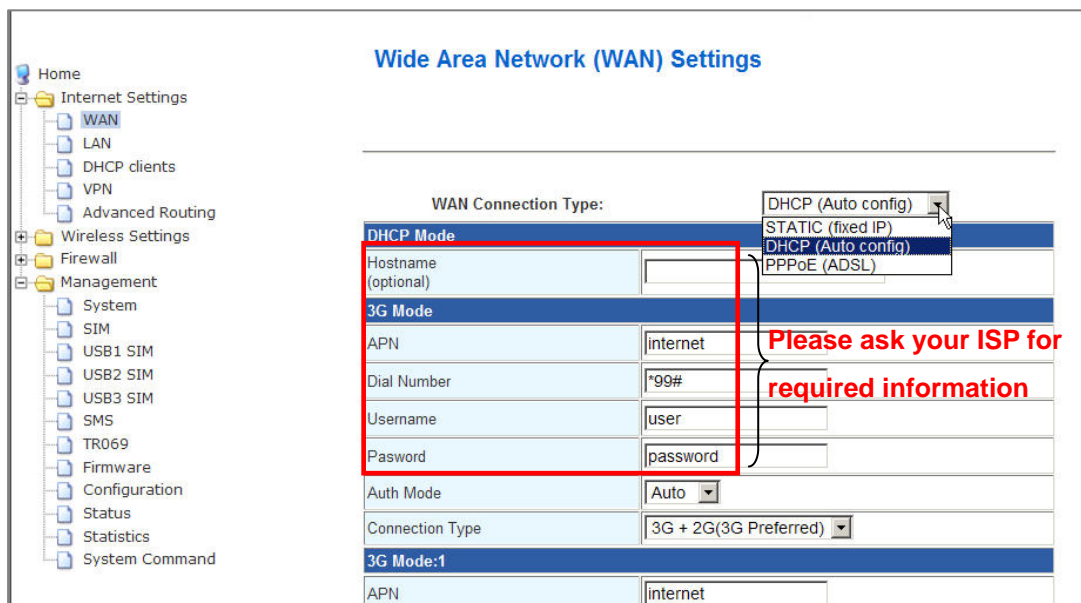 Wide Area Network (WAN) Settings
Home
Internet Settings
WAN
LAN
DHCP clients
VPN
Advanced Routing
Wireless Settings
Firewall
Management
System
SIM
USB1 SIM
USB2 SIM
USB3 SIM
SMS
TR069
Firmware
Configuration
Status
Statistics
System Command
WAN Connection Type: DHCP (Auto config)
STATIC (fixed IP)
DHCP (Auto config)
PPPoE (ADSL)
DHCP Mode
Hostname
(optional)
3G Mode
APN internet
Dial Number *99#
Username user
Pasword password
Please ask your ISP for
required information
Auth Mode Auto
Connection Type 3G + 2G(3G Preferred)
3G Mode:1
APN internet